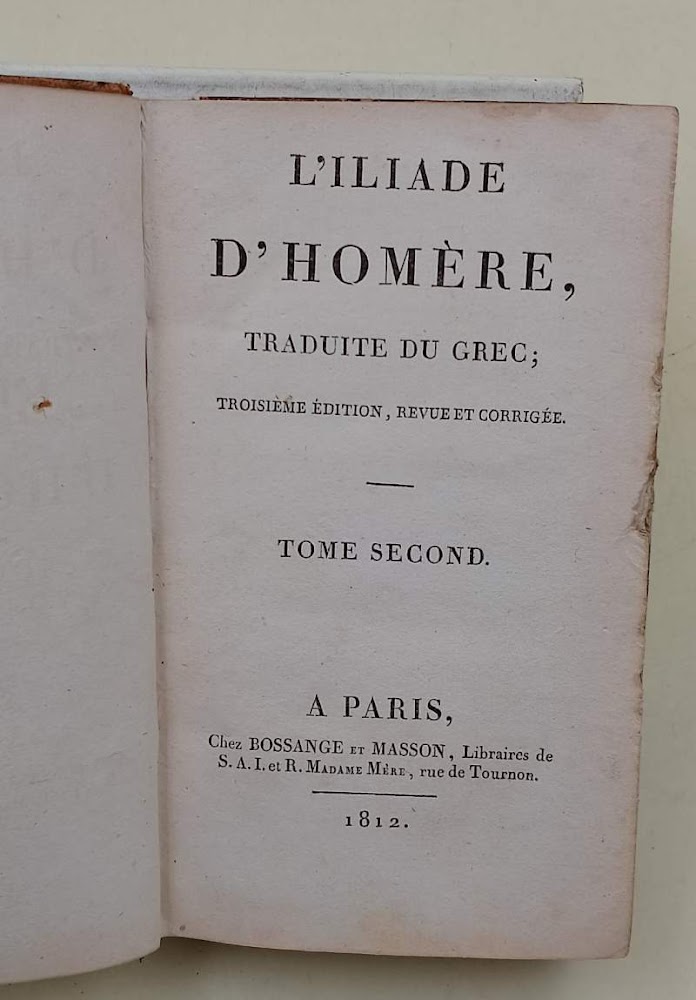 L'ILIADE
D'HOMÈRE,
TRADUITE DU GREC;
TROISIÈME ÉDITION, REVUE ET CORRIGÉE.
TOME SECOND.
A PARIS,
Chez BOSSANGE ET MASSON, Libraires de
S. A. I. et R. MADAME MÈRE, rue de Tournon.
1812.